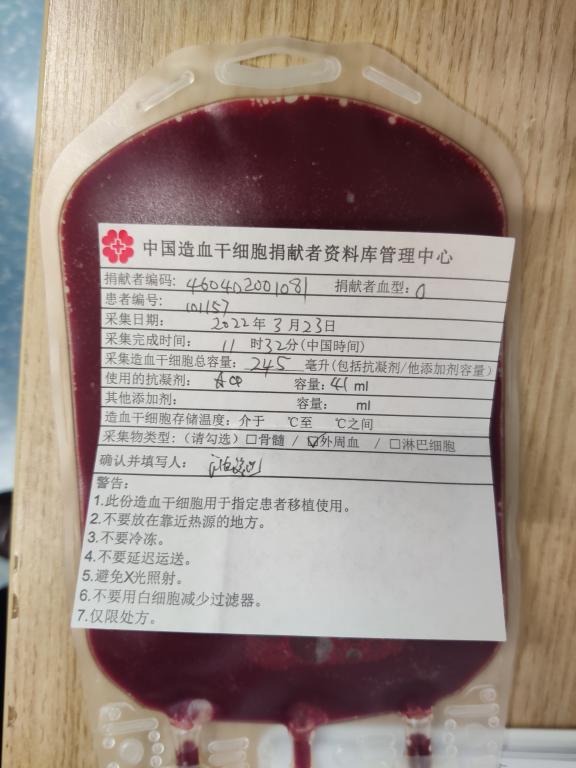 中国造血干细胞捐献者资料库管理中心
捐献者编码: 460402001081 捐献者血型: O
患者编号: 101157
采集日期: 2022年3月23日
采集完成时间: 11时32分(中国時间)
采集造血干细胞总容量: 245 毫升(包括抗凝剂/他添加剂容量)
使用的抗凝剂: 容量: 41 ml
其他添加剂: 容量: ml
造血干细胞存储温度: 介于 ℃至 ℃之间
采集物类型:(请勾选)□骨髓 / ☑外周血 / □淋巴细胞
确认并填写人:
警告:
1.此份造血干细胞用于指定患者移植使用。
2.不要放在靠近热源的地方。
3.不要冷冻。
4.不要延迟运送。
5.避免X光照射。
6.不要用白细胞减少过滤器。
7.仅限处方。